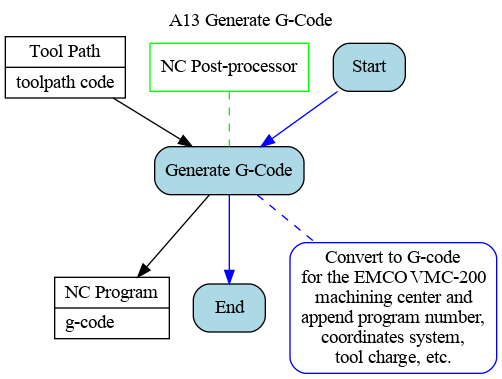 A13 Generate G-Code
Tool Path
toolpath code
NC Post-processor
Start
Generate G-Code
NC Program
g-code
End
Convert to G-code
for the EMCO VMC-200
machining center and
append program number,
coordinates system,
tool charge, etc.